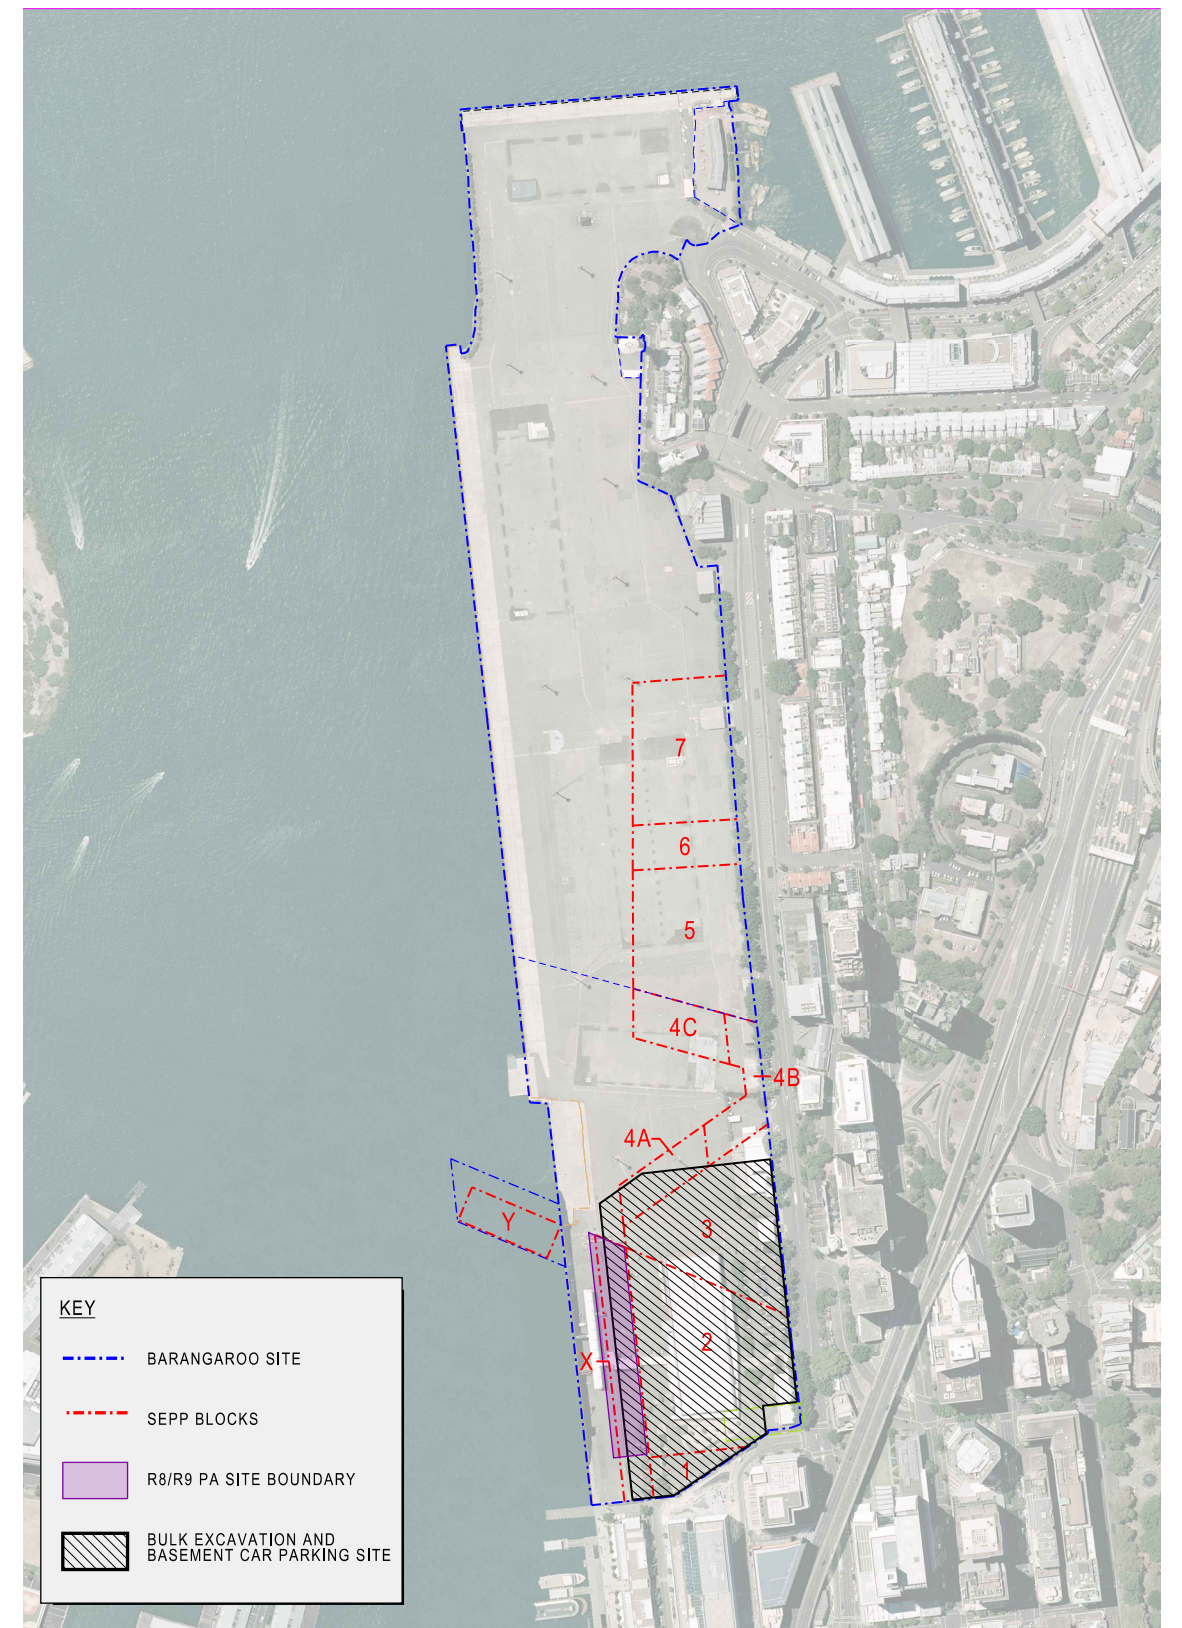 7
6
5
4C
4B
4A
Y
3
2
X
1
KEY
BARANGAROO SITE
SEPP BLOCKS
R8/R9 PA SITE BOUNDARY
BULK EXCAVATION AND
BASEMENT CAR PARKING SITE